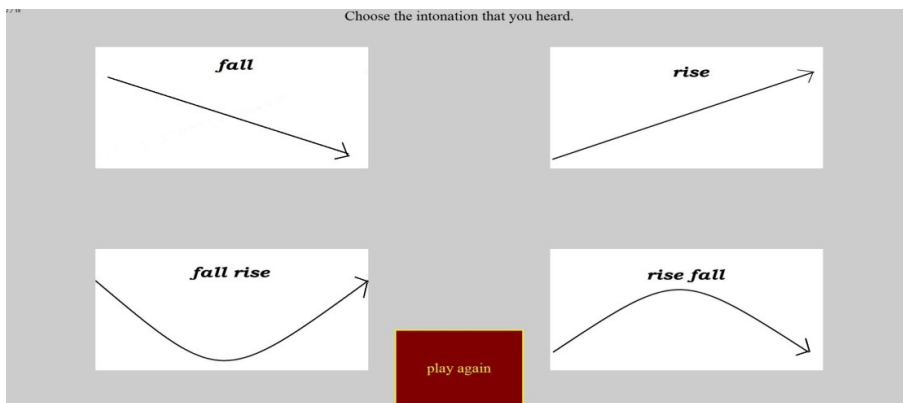 Choose the intonation that you heard.
fall
rise
fall rise
rise fall
play again